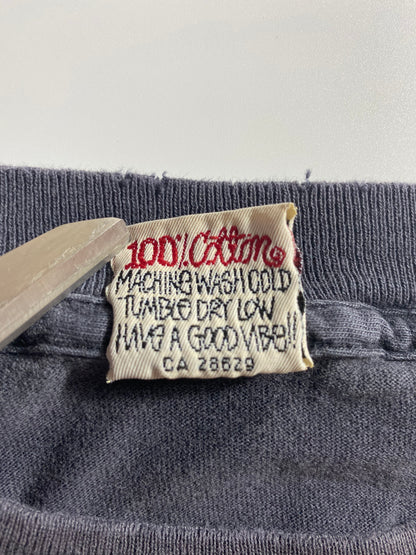 100% Cotton
MACHINE WASH COLD
TUMBLE DRY LOW
HAVE A GOOD VIBE!!
CA 28629